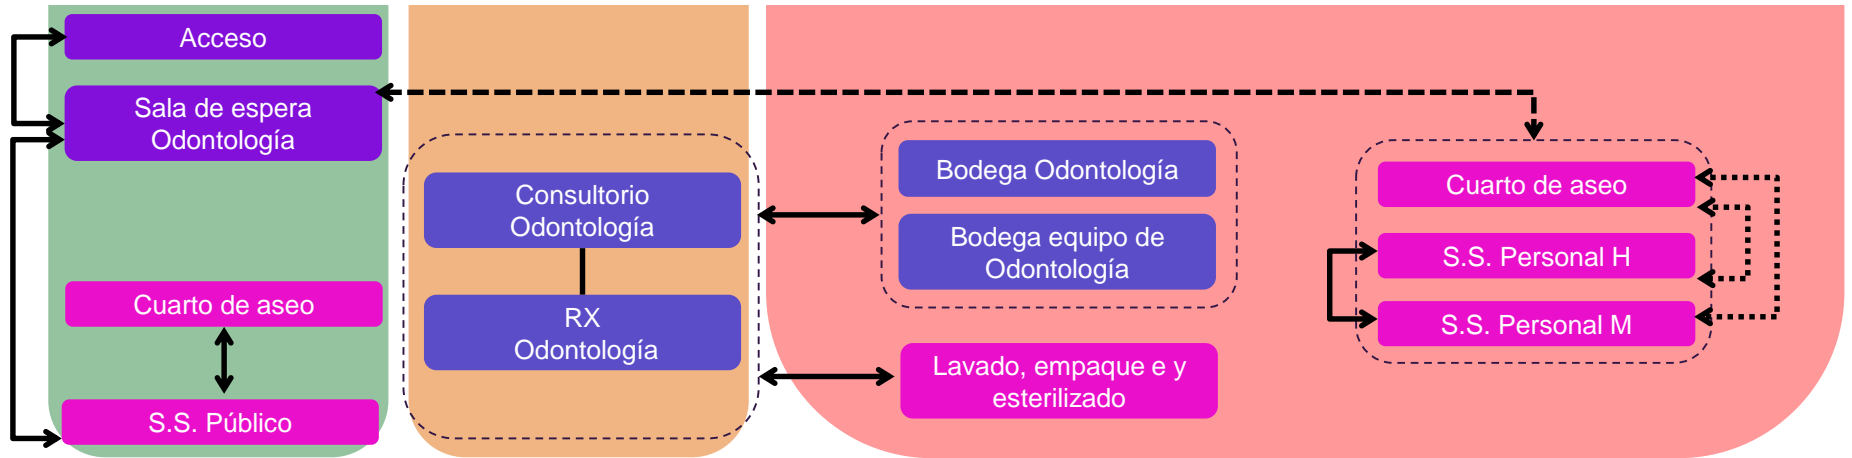 Acceso
Sala de espera
Odontología
Cuarto de aseo
S.S. Público
Consultorio
Odontología
RX
Odontología
Bodega Odontología
Bodega equipo de
Odontología
Lavado, empaque e y
esterilizado
Cuarto de aseo
S.S. Personal H
S.S. Personal M